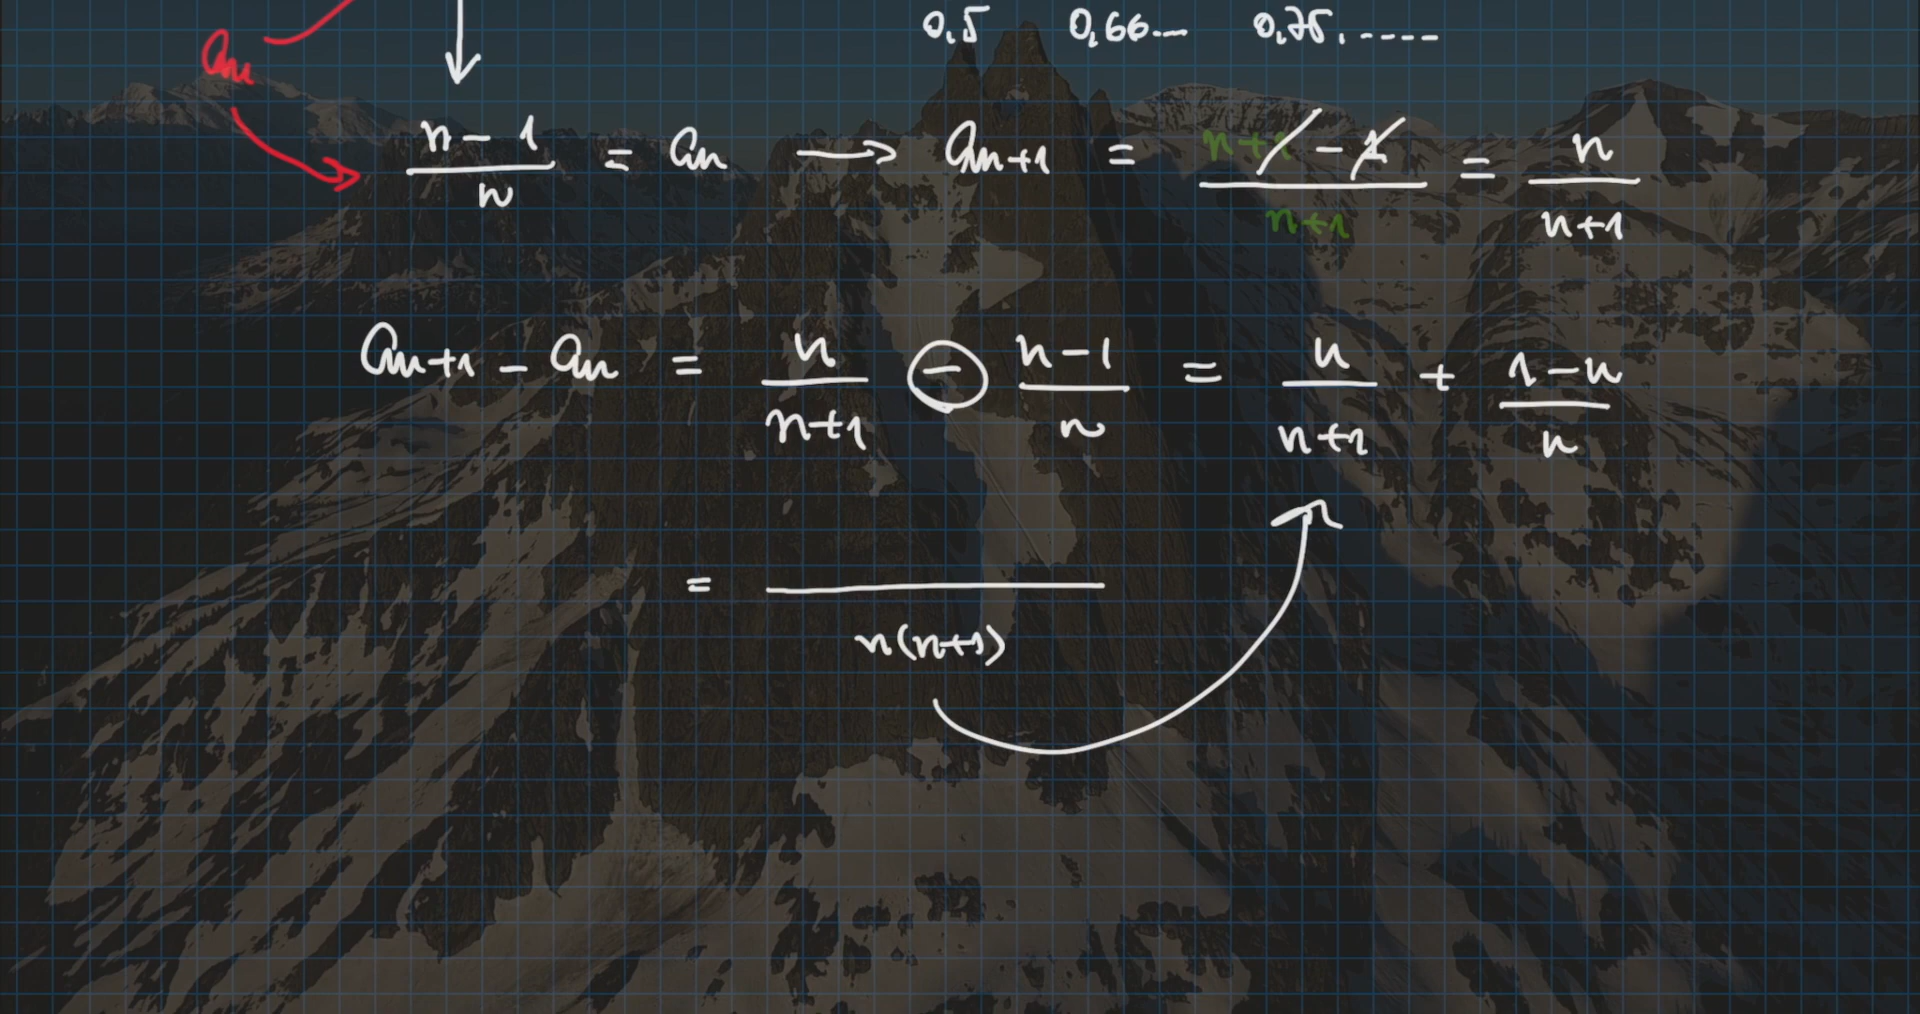 0,5 0,66... 0,75.....
an
n-1/n = an → an+1 = n+1-1/n+1 = n/n+1
an+1 - an = n/n+1 - n-1/n = n/n+1 + 1-n/n
= /n(n+1)